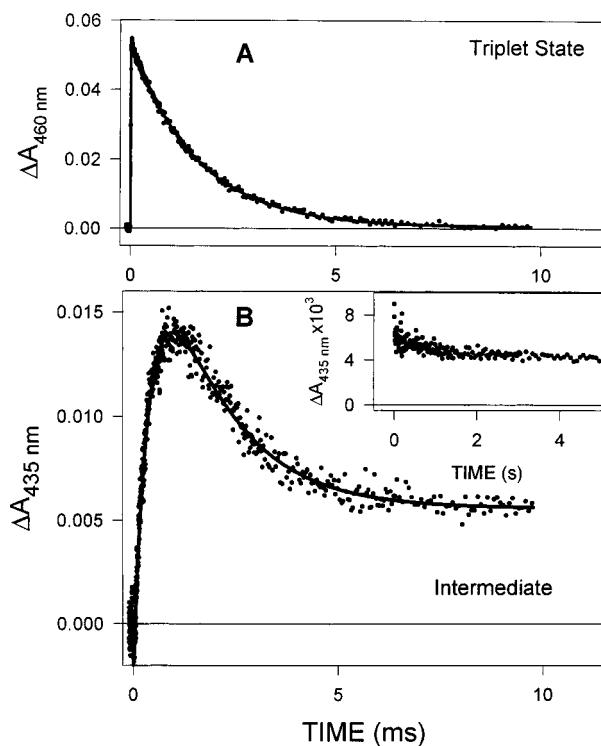 0.06
A
Triplet State
0.04
ΔA460 nm
0.02
0.00
0
5
10
0.015
B
ΔA435 nm x10³
8
4
0
0
2
4
TIME (s)
0.010
ΔA435 nm
0.005
Intermediate
0.000
0
5
10
TIME (ms)